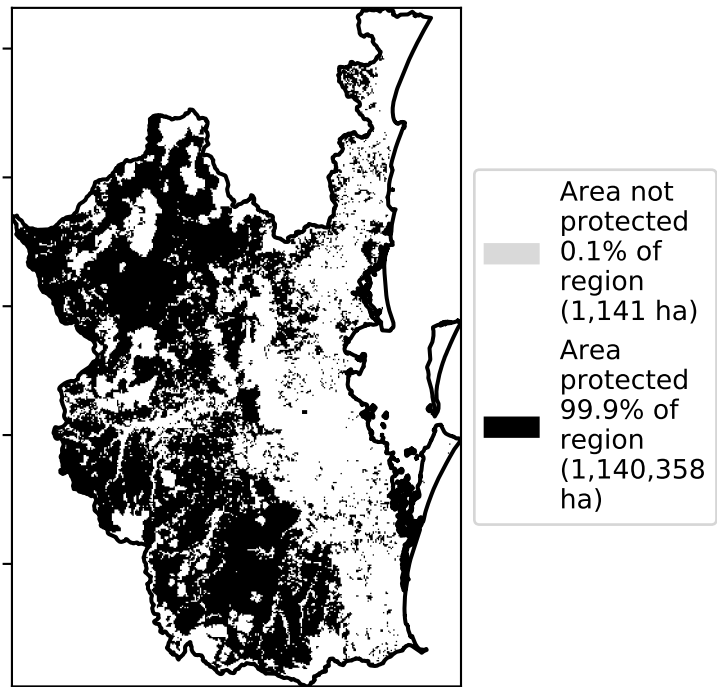 Area not
protected
0.1% of
region
(1,141 ha)
Area
protected
99.9% of
region
(1,140,358
ha)